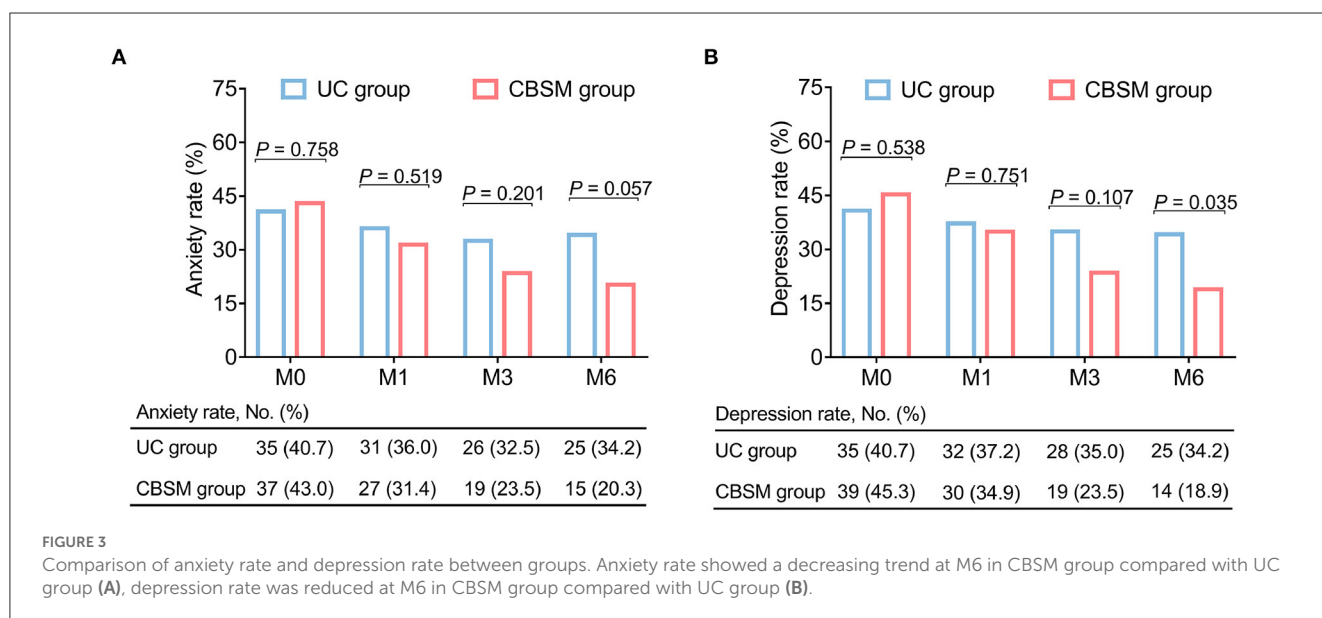 A
75
60
45
30
15
0
Anxiety rate (%)
UC group
CBSM group
P = 0.758
P = 0.519
P = 0.201
P = 0.057
M0 M1 M3 M6
Anxiety rate, No. (%)
UC group 35 (40.7) 31 (36.0) 26 (32.5) 25 (34.2)
CBSM group 37 (43.0) 27 (31.4) 19 (23.5) 15 (20.3)
B
75
60
45
30
15
0
Depression rate (%)
UC group
CBSM group
P = 0.538
P = 0.751
P = 0.107
P = 0.035
M0 M1 M3 M6
Depression rate, No. (%)
UC group 35 (40.7) 32 (37.2) 28 (35.0) 25 (34.2)
CBSM group 39 (45.3) 30 (34.9) 19 (23.5) 14 (18.9)
FIGURE 3
Comparison of anxiety rate and depression rate between groups. Anxiety rate showed a decreasing trend at M6 in CBSM group compared with UC
group (A), depression rate was reduced at M6 in CBSM group compared with UC group (B).